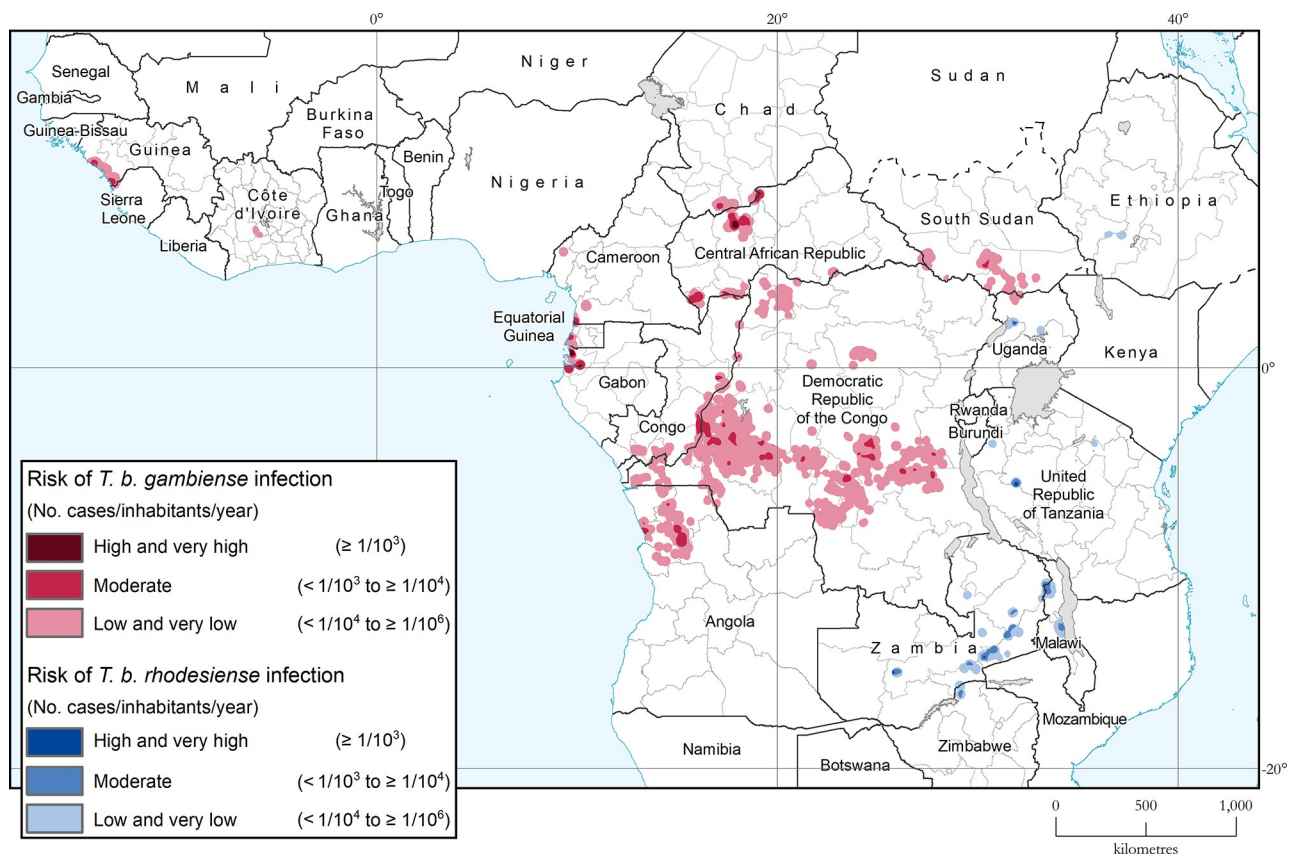 0°
20°
40°
Senegal
Gambia
Guinea-Bissau
Guinea
Mali
Burkina
Faso
Niger
Chad
Sudan
Benin
Togo
Ghana
Côte
d'Ivoire
Sierra
Leone
Liberia
Nigeria
Cameroon
Central African Republic
South Sudan
Ethiopia
Equatorial
Guinea
Gabon
Congo
Democratic
Republic
of the Congo
Uganda
Kenya
0°
Rwanda
Burundi
United
Republic
of Tanzania
Angola
Zambia
Malawi
Mozambique
Zimbabwe
Namibia
Botswana
-20°
Risk of T. b. gambiense infection
(No. cases/inhabitants/year)
High and very high (≥ 1/10³)
Moderate (< 1/10³ to ≥ 1/10⁴)
Low and very low (< 1/10⁴ to ≥ 1/10⁶)
Risk of T. b. rhodesiense infection
(No. cases/inhabitants/year)
High and very high (≥ 1/10³)
Moderate (< 1/10³ to ≥ 1/10⁴)
Low and very low (< 1/10⁴ to ≥ 1/10⁶)
0 500 1,000
kilometres